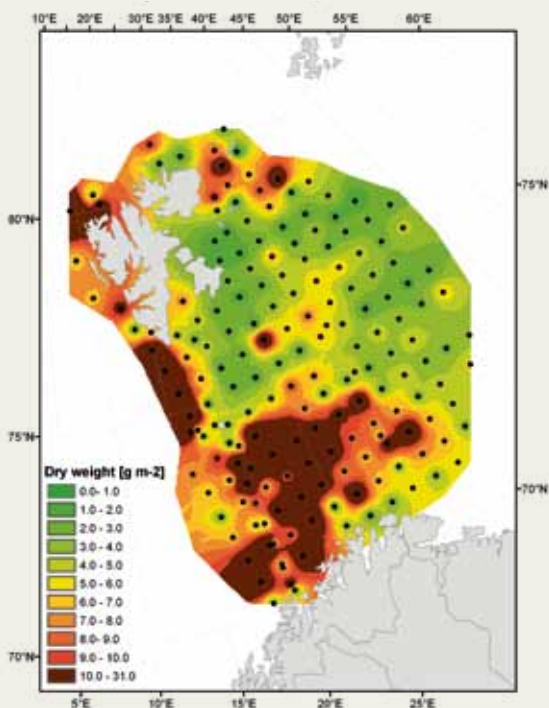 10°E 20°E 30°E 35°E 40°E 45°E 50°E 55°E 60°E
75°N
80°N
75°N
70°N
70°N
Dry weight [g m-2]
0.0- 1.0
1.0 - 2.0
2.0 - 3.0
3.0 - 4.0
4.0 - 5.0
5.0 - 6.0
6.0 - 7.0
7.0 - 8.0
8.0- 9.0
9.0 - 10.0
10.0 - 31.0
5°E 10°E 15°E 20°E 25°E